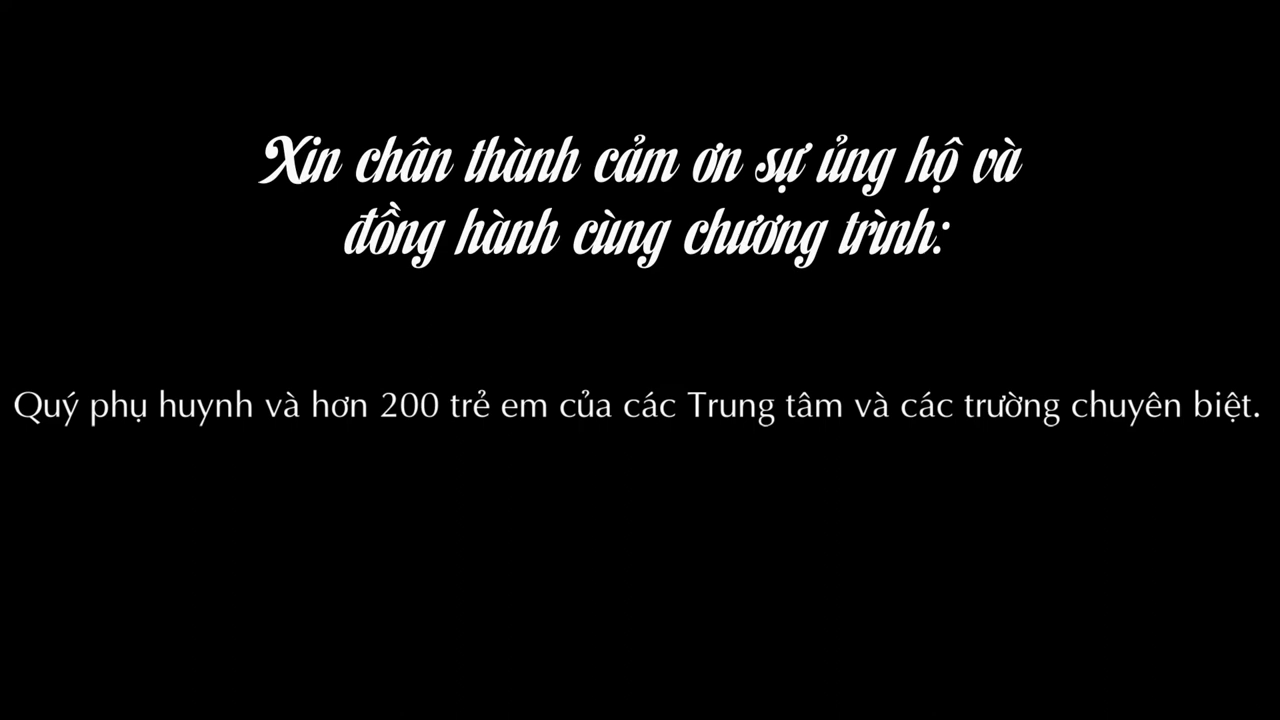 Xin chân thành cảm ơn sự ủng hộ và
đồng hành cùng chương trình:
Quý phụ huynh và hơn 200 trẻ em của các Trung tâm và các trường chuyên biệt.